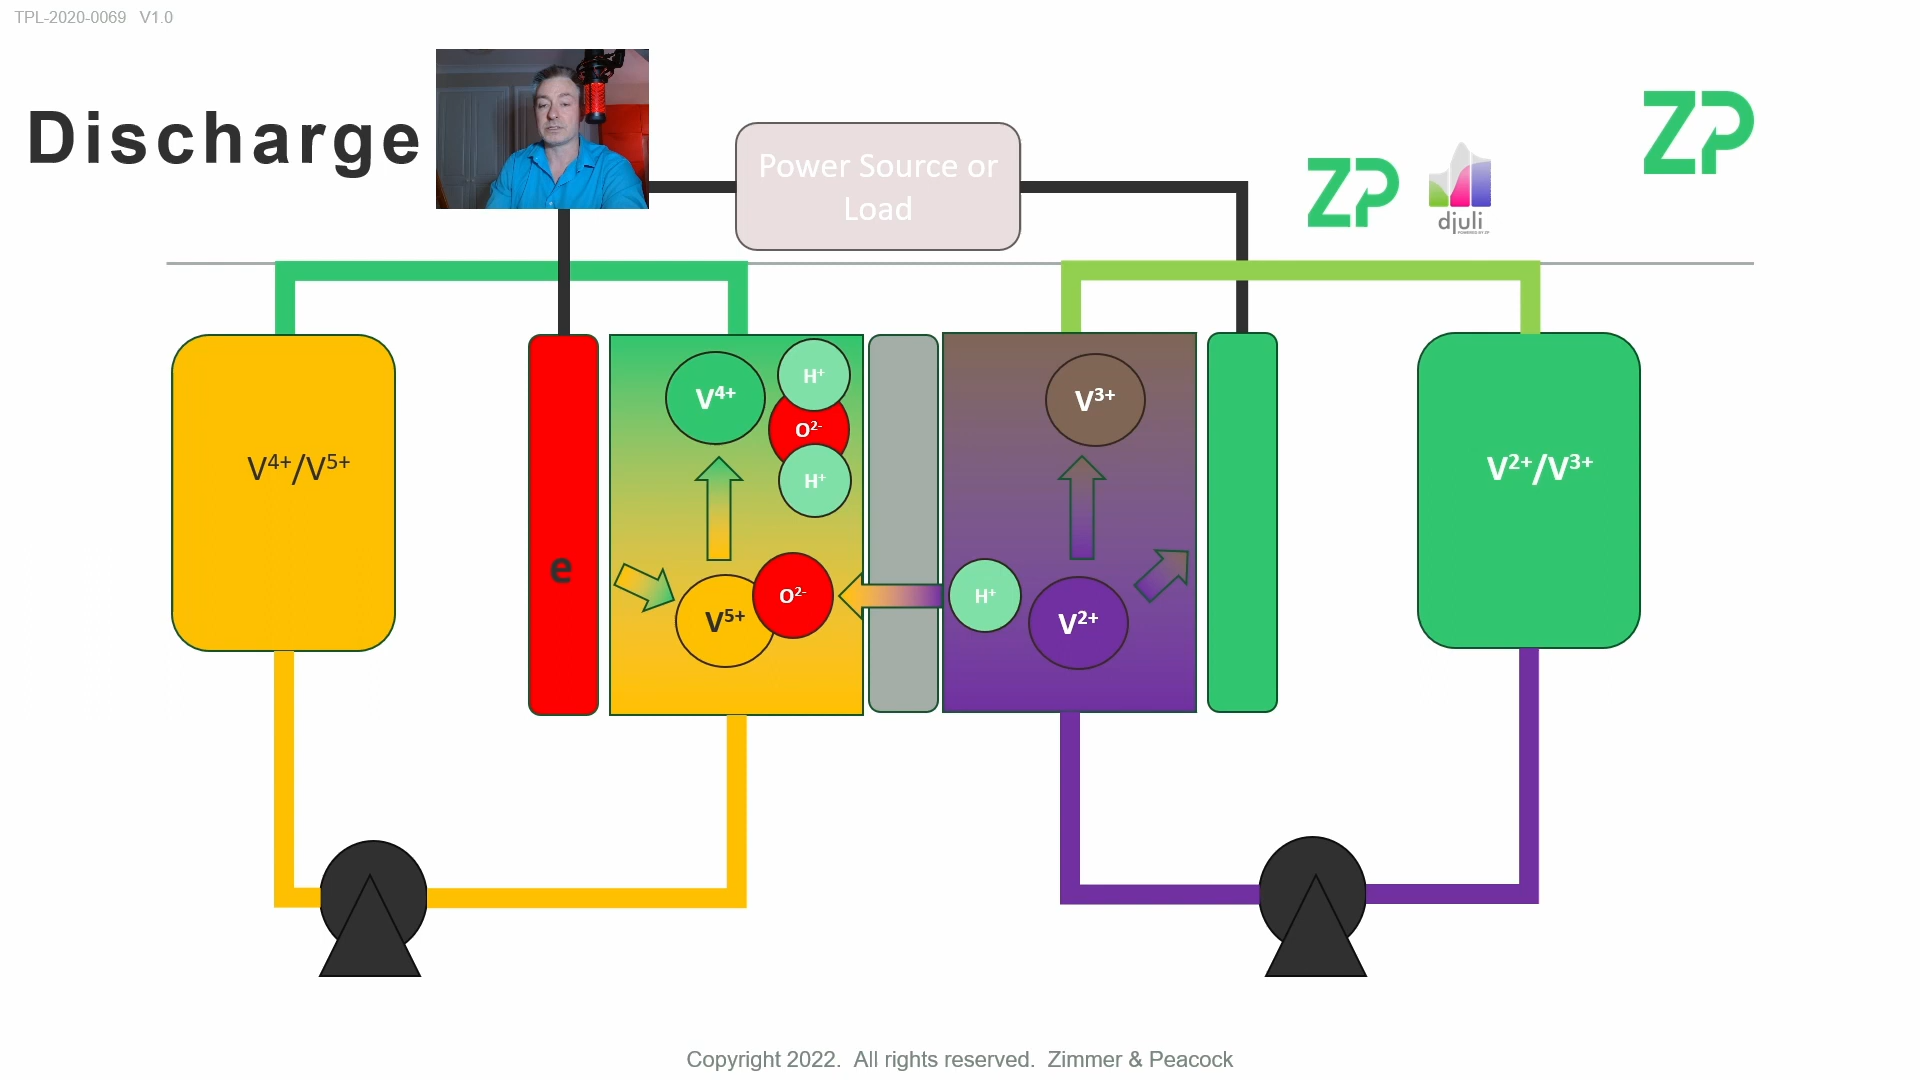 TPL-2020-0069 V1.0
Discharge
Power Source or
Load
ZP
ZP
djuli
V⁴⁺/V⁵⁺
e
V⁴⁺
H⁺
O²⁻
H⁺
V⁵⁺
O²⁻
H⁺
V³⁺
V²⁺
V²⁺/V³⁺
Copyright 2022. All rights reserved. Zimmer & Peacock